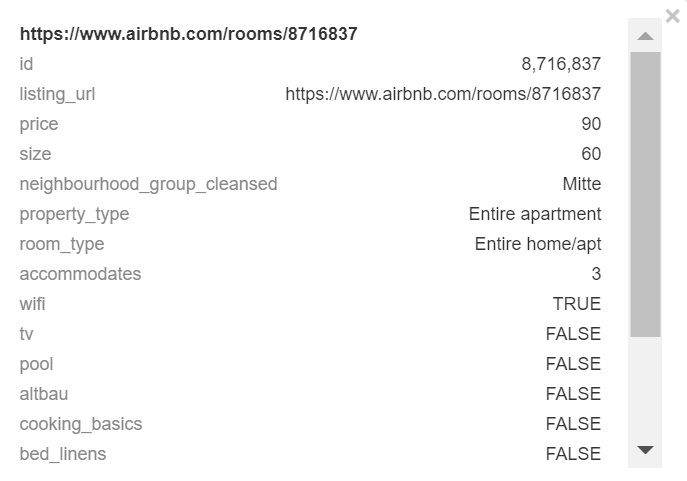 https://www.airbnb.com/rooms/8716837
id 8,716,837
listing_url https://www.airbnb.com/rooms/8716837
price 90
size 60
neighbourhood_group_cleansed Mitte
property_type Entire apartment
room_type Entire home/apt
accommodates 3
wifi TRUE
tv FALSE
pool FALSE
altbau FALSE
cooking_basics FALSE
bed_linens FALSE